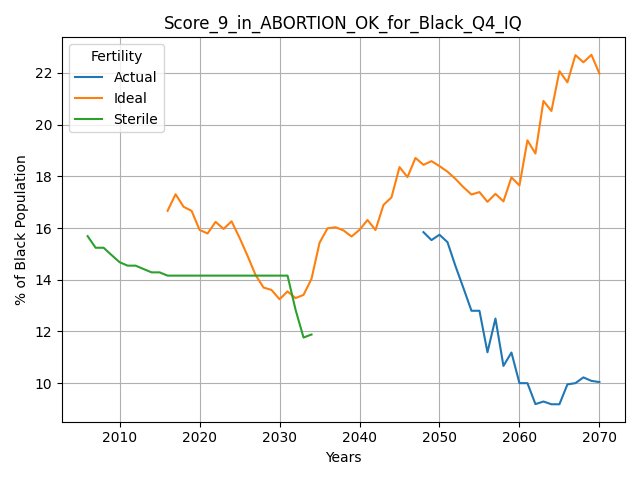 Score_9_in_ABORTION_OK_for_Black_Q4_IQ
Fertility
Actual
Ideal
Sterile
% of Black Population
22
20
18
16
14
12
10
2010 2020 2030 2040 2050 2060 2070
Years